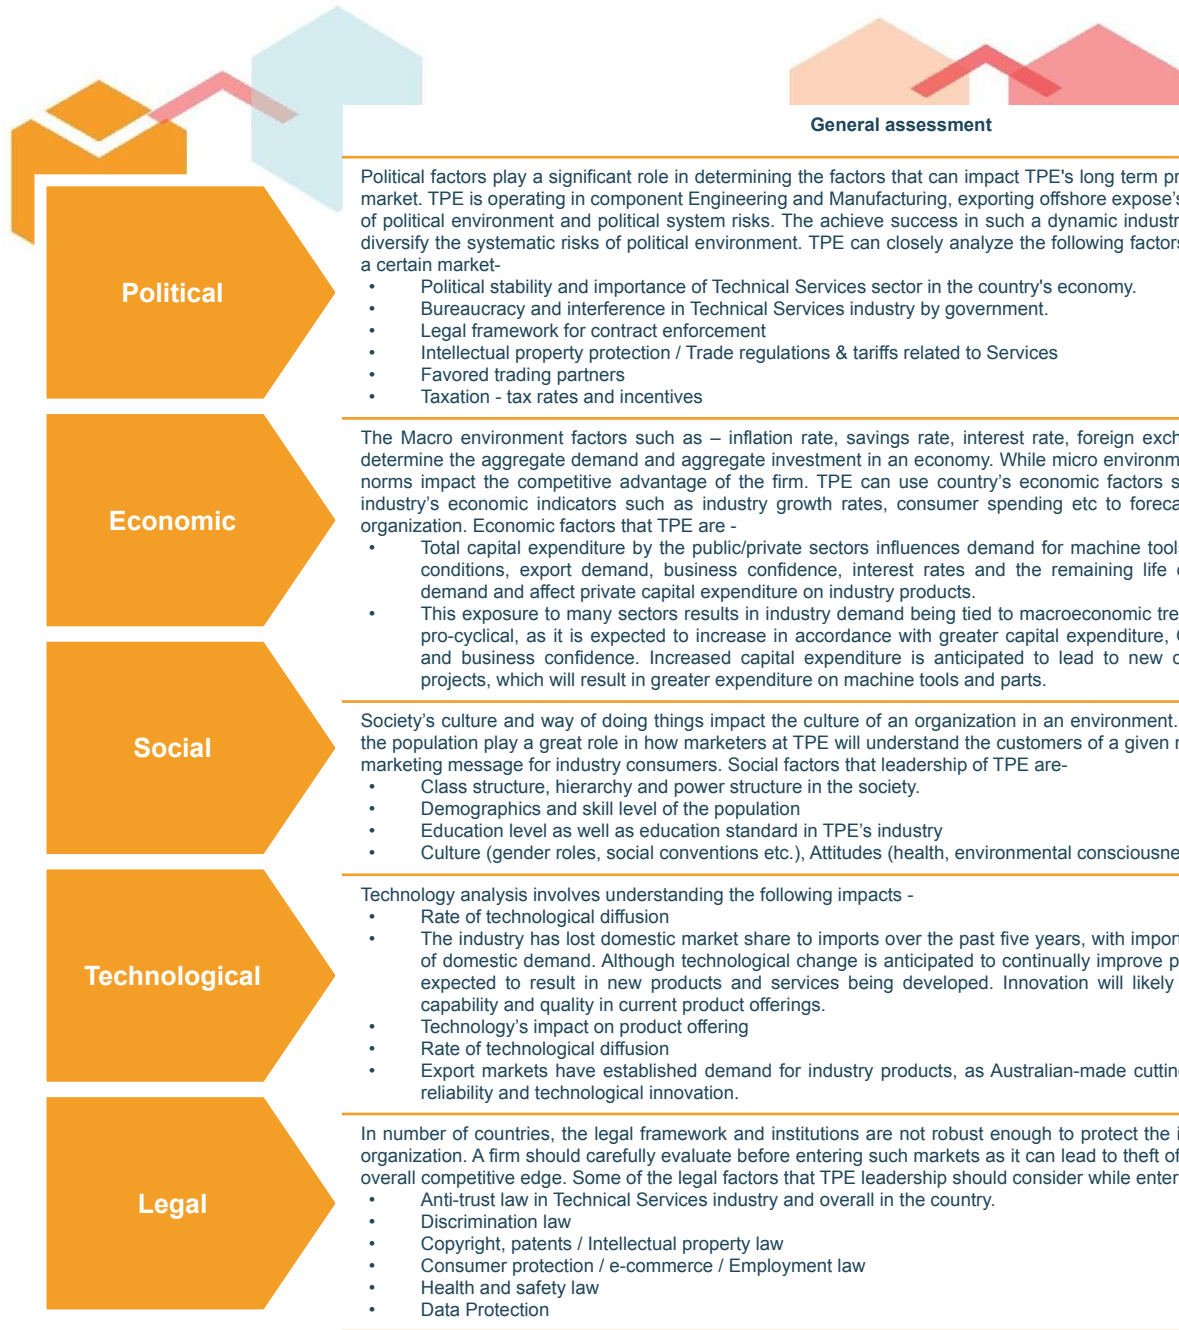 General assessment
Political
Political factors play a significant role in determining the factors that can impact TPE's long term
market. TPE is operating in component Engineering and Manufacturing, exporting offshore expose's
of political environment and political system risks. The achieve success in such a dynamic
diversify the systematic risks of political environment. TPE can closely analyze the following factors
a certain market-
• Political stability and importance of Technical Services sector in the country's economy.
• Bureaucracy and interference in Technical Services industry by government.
• Legal framework for contract enforcement
• Intellectual property protection / Trade regulations & tariffs related to Services
• Favored trading partners
• Taxation - tax rates and incentives
Economic
The Macro environment factors such as – inflation rate, savings rate, interest rate, foreign
determine the aggregate demand and aggregate investment in an economy. While micro
norms impact the competitive advantage of the firm. TPE can use country’s economic factors
industry’s economic indicators such as industry growth rates, consumer spending etc to
organization. Economic factors that TPE are -
• Total capital expenditure by the public/private sectors influences demand for machine
conditions, export demand, business confidence, interest rates and the remaining life
demand and affect private capital expenditure on industry products.
• This exposure to many sectors results in industry demand being tied to macroeconomic
pro-cyclical, as it is expected to increase in accordance with greater capital expenditure,
and business confidence. Increased capital expenditure is anticipated to lead to new
projects, which will result in greater expenditure on machine tools and parts.
Social
Society’s culture and way of doing things impact the culture of an organization in an environment.
the population play a great role in how marketers at TPE will understand the customers of a given
marketing message for industry consumers. Social factors that leadership of TPE are-
• Class structure, hierarchy and power structure in the society.
• Demographics and skill level of the population
• Education level as well as education standard in TPE’s industry
• Culture (gender roles, social conventions etc.), Attitudes (health, environmental
Technological
Technology analysis involves understanding the following impacts -
• Rate of technological diffusion
• The industry has lost domestic market share to imports over the past five years, with
of domestic demand. Although technological change is anticipated to continually improve
expected to result in new products and services being developed. Innovation will likely
capability and quality in current product offerings.
• Technology’s impact on product offering
• Rate of technological diffusion
• Export markets have established demand for industry products, as Australian-made
reliability and technological innovation.
Legal
In number of countries, the legal framework and institutions are not robust enough to protect the
organization. A firm should carefully evaluate before entering such markets as it can lead to theft of
overall competitive edge. Some of the legal factors that TPE leadership should consider while
• Anti-trust law in Technical Services industry and overall in the country.
• Discrimination law
• Copyright, patents / Intellectual property law
• Consumer protection / e-commerce / Employment law
• Health and safety law
• Data Protection